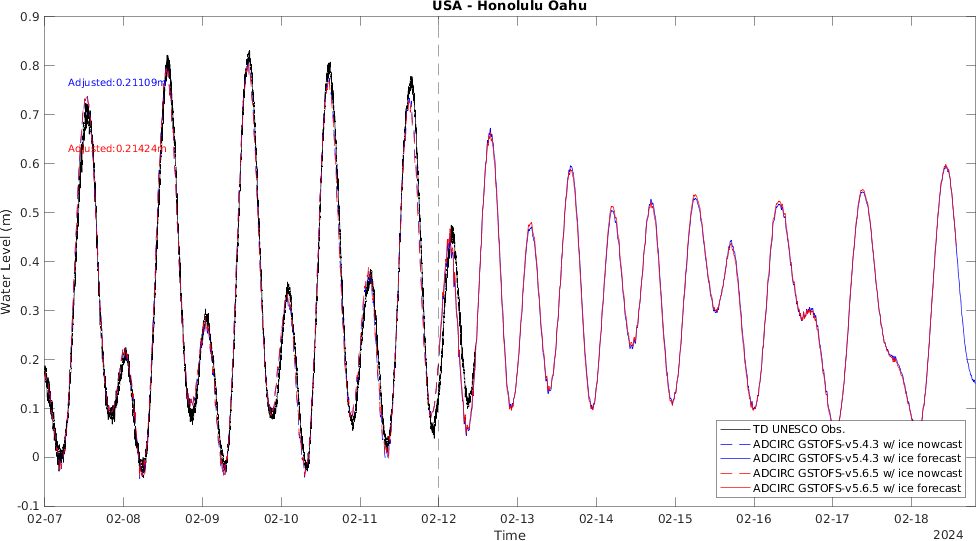 USA - Honolulu Oahu
0.9
0.8
Adjusted:0.21109m
0.7
Adjusted:0.21424m
0.6
0.5
Water Level (m)
0.4
0.3
0.2
0.1
0
-0.1
TD UNESCO Obs.
ADCIRC GSTOFS-v5.4.3 w/ ice nowcast
ADCIRC GSTOFS-v5.4.3 w/ ice forecast
ADCIRC GSTOFS-v5.6.5 w/ ice nowcast
ADCIRC GSTOFS-v5.6.5 w/ ice forecast
02-07 02-08 02-09 02-10 02-11 02-12 02-13 02-14 02-15 02-16 02-17 02-18
Time
2024